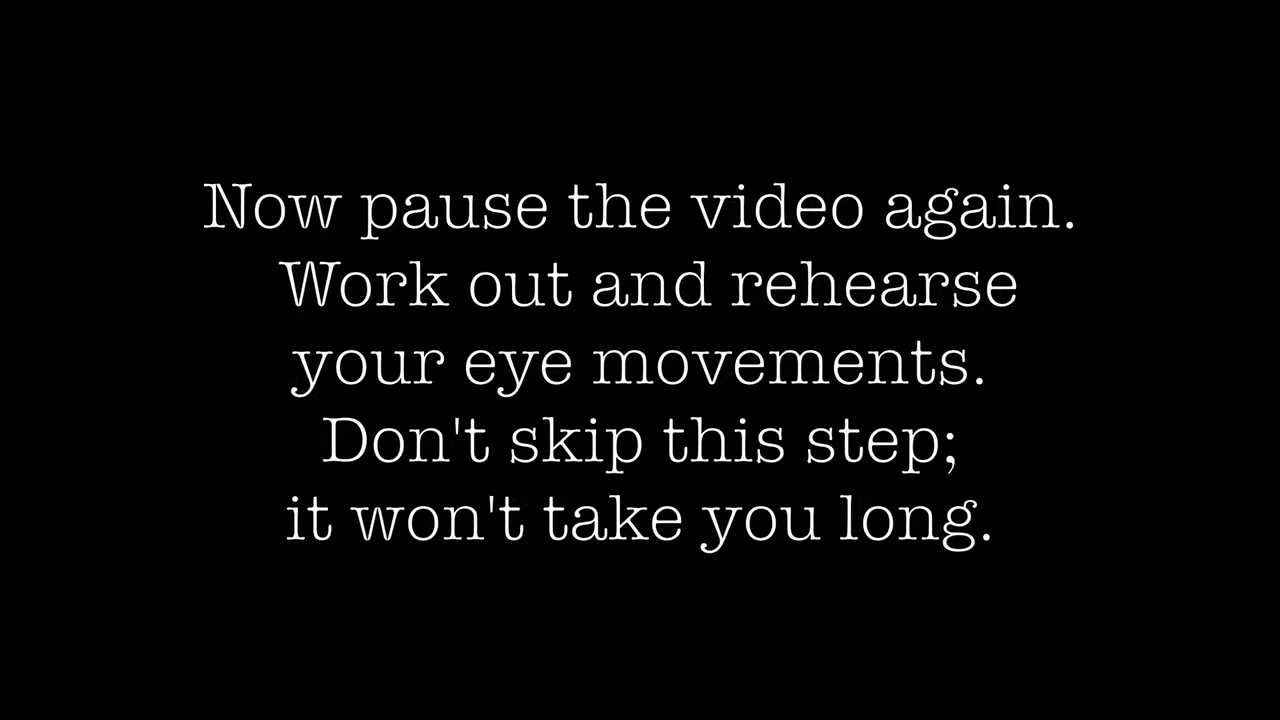 Now pause the video again.
Work out and rehearse
your eye movements.
Don't skip this step;
it won't take you long.